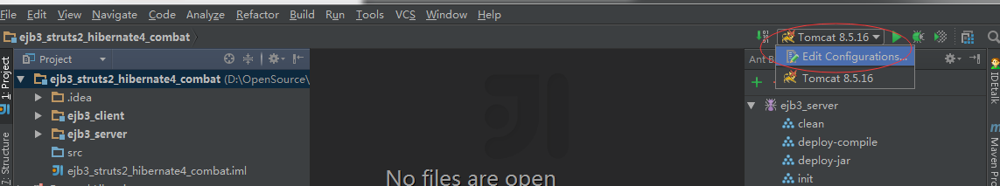 File Edit View Navigate Code Analyze Refactor Build Run Tools VCS Window Help
ejb3_struts2_hibernate4_combat
Tomcat 8.5.16
Edit Configurations...
Tomcat 8.5.16
1: Project
7: Structure
Project
ejb3_struts2_hibernate4_combat (D:\OpenSource\
.idea
ejb3_client
ejb3_server
src
ejb3_struts2_hibernate4_combat.iml
No files are open
Ant B
ejb3_server
clean
deploy-compile
deploy-jar
init
IDEtalk
Maven Pro